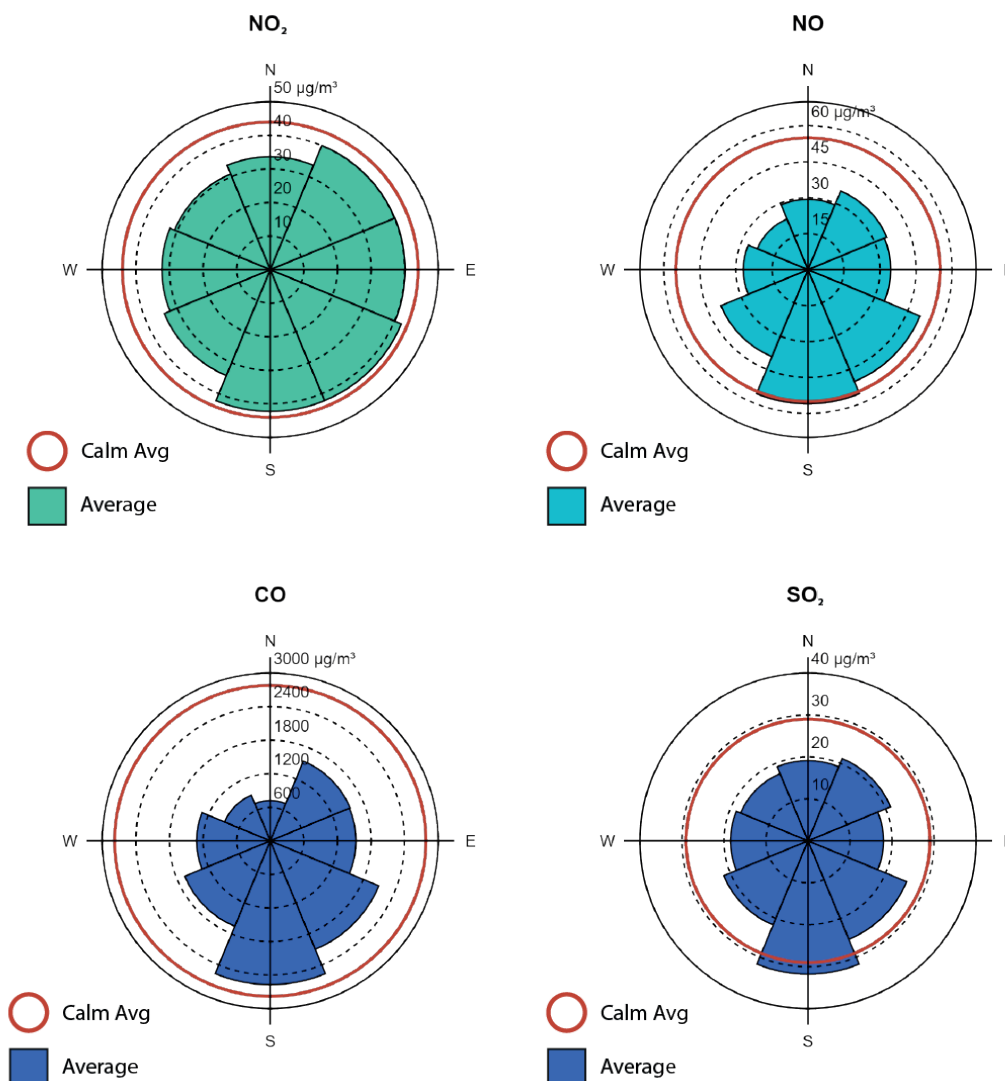 NO₂
N
50 µg/m³
40
30
20
10
W
E
S
Calm Avg
Average
NO
N
60 µg/m³
45
30
15
W
S
Calm Avg
Average
CO
N
3000 µg/m³
2400
1800
1200
600
W
E
S
Calm Avg
Average
SO₂
N
40 µg/m³
30
20
10
W
S
Calm Avg
Average